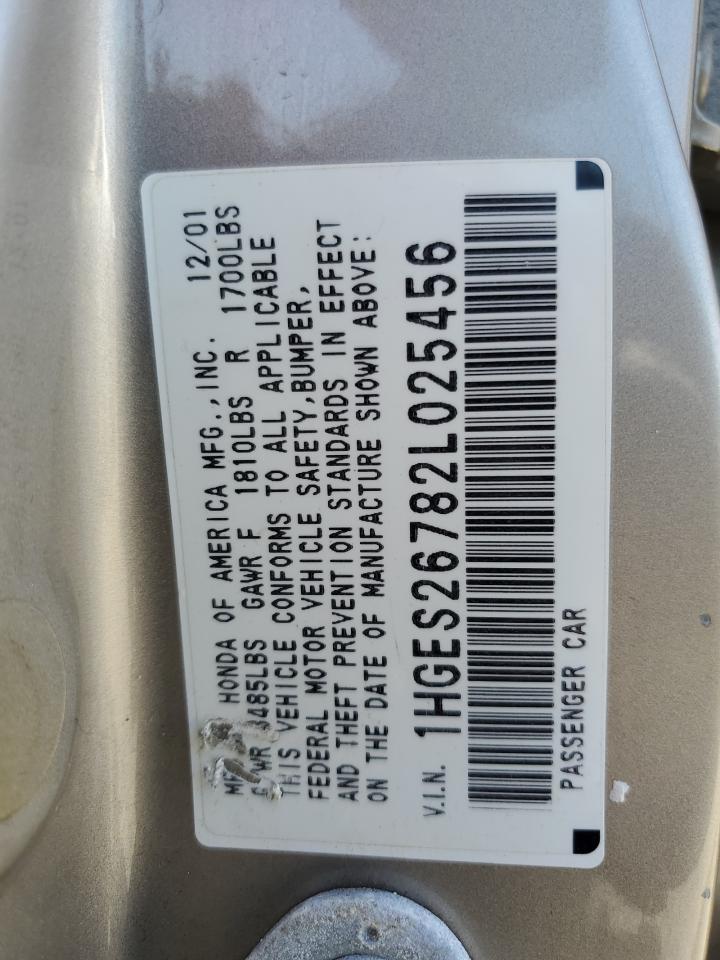 HONDA OF AMERICA MFG.,INC. 12/01
3485LBS GAWR F 1810LBS R 1700LBS
THIS VEHICLE CONFORMS TO ALL APPLICABLE
FEDERAL MOTOR VEHICLE SAFETY,BUMPER,
AND THEFT PREVENTION STANDARDS IN EFFECT
ON THE DATE OF MANUFACTURE SHOWN ABOVE:
V.I.N. 1HGES26782L025456
PASSENGER CAR